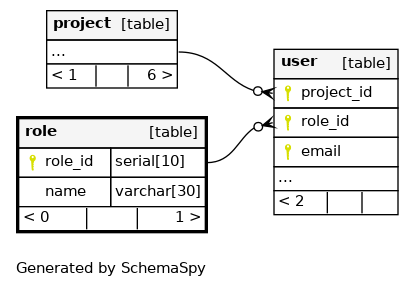 project [table]
...
< 1 6 >
user [table]
project_id
role_id
email
...
< 2
role [table]
role_id serial[10]
name varchar[30]
< 0 1 >
Generated by SchemaSpy